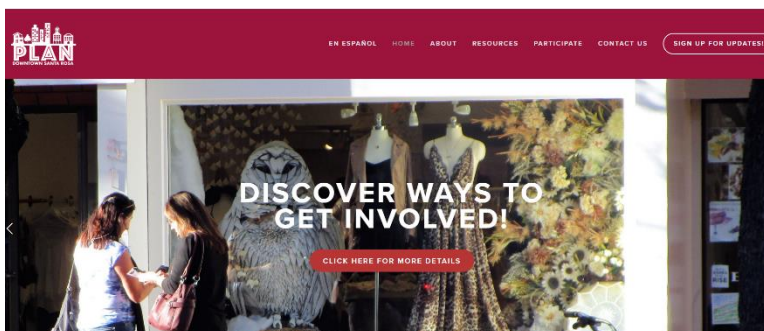 PLAN
DOWNTOWN SANTA ROSA
EN ESPAÑOL HOME ABOUT RESOURCES PARTICIPATE CONTACT US SIGN UP FOR UPDATES!
DISCOVER WAYS TO
GET INVOLVED!
CLICK HERE FOR MORE DETAILS